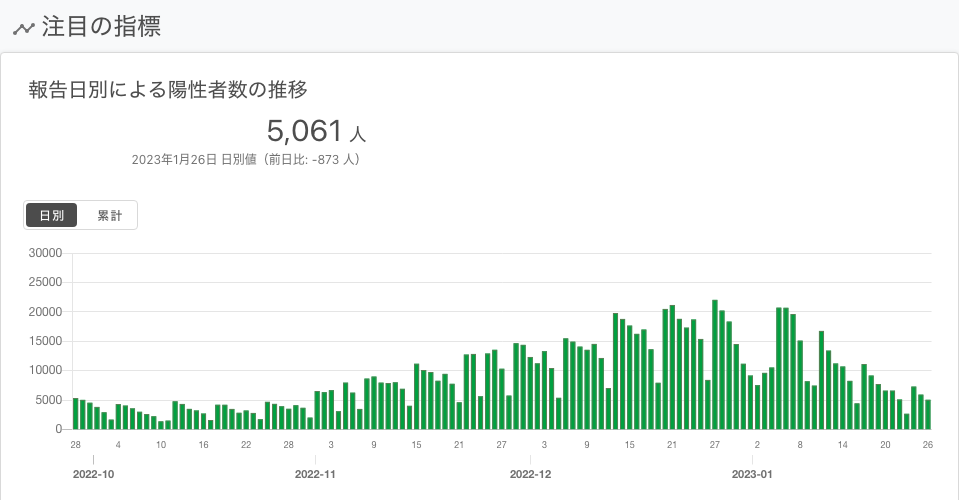 注目の指標
報告日別による陽性者数の推移
5,061 人
2023年1月26日 日別値（前日比: -873 人）
日別 累計
30000
25000
20000
15000
10000
5000
0
28 4 10 16 22 28 3 9 15 21 27 3 9 15 21 27 2 8 14 20 26
2022-10 2022-11 2022-12 2023-01